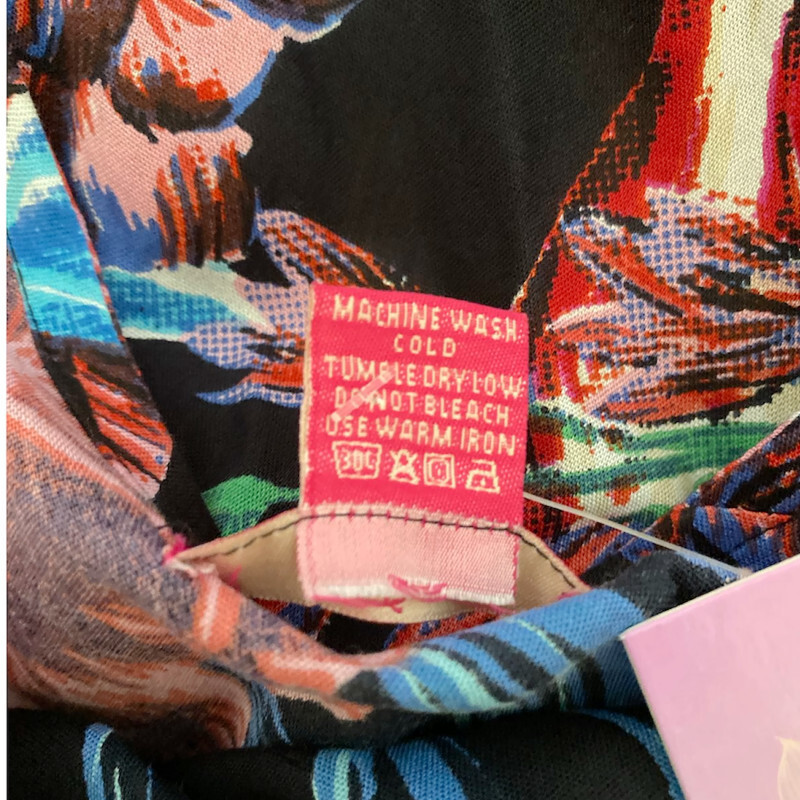 MACHINE WASH
COLD
TUMBLE DRY LOW
DO NOT BLEACH
USE WARM IRON
30C